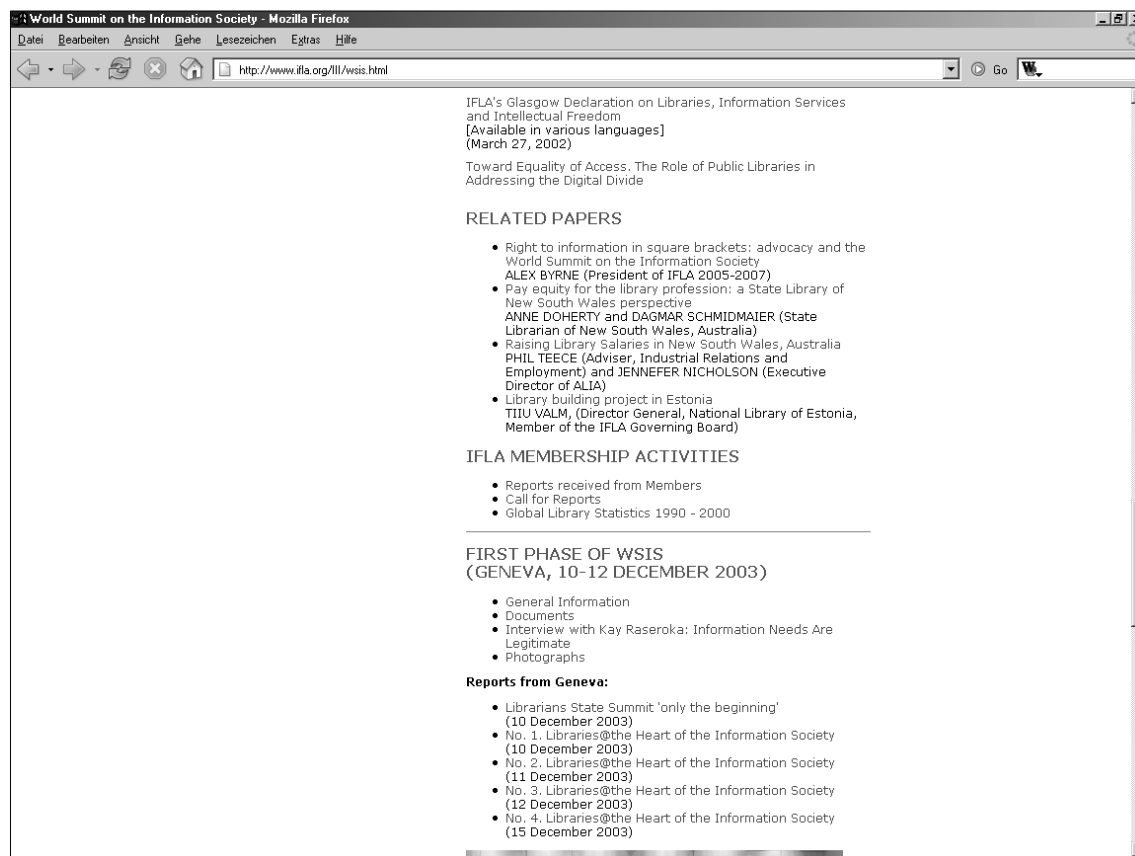 World Summit on the Information Society - Mozilla Firefox
Datei Bearbeiten Ansicht Gehe Lesezeichen Extras Hilfe
http://www.ifla.org/III/wsis.html Go W
IFLA's Glasgow Declaration on Libraries, Information Services
and Intellectual Freedom
[Available in various languages]
(March 27, 2002)
Toward Equality of Access. The Role of Public Libraries in
Addressing the Digital Divide
RELATED PAPERS
• Right to information in square brackets: advocacy and the
World Summit on the Information Society
ALEX BYRNE (President of IFLA 2005-2007)
• Pay equity for the library profession: a State Library of
New South Wales perspective
ANNE DOHERTY and DAGMAR SCHMIDMAIER (State
Librarian of New South Wales, Australia)
• Raising Library Salaries in New South Wales, Australia
PHIL TEECE (Adviser, Industrial Relations and
Employment) and JENNEFER NICHOLSON (Executive
Director of ALIA)
• Library building project in Estonia
TIIU VALM, (Director General, National Library of Estonia,
Member of the IFLA Governing Board)
IFLA MEMBERSHIP ACTIVITIES
• Reports received from Members
• Call for Reports
• Global Library Statistics 1990 - 2000
FIRST PHASE OF WSIS
(GENEVA, 10-12 DECEMBER 2003)
• General Information
• Documents
• Interview with Kay Raseroka: Information Needs Are
Legitimate
• Photographs
Reports from Geneva:
• Librarians State Summit 'only the beginning'
(10 December 2003)
• No. 1. Libraries@the Heart of the Information Society
(10 December 2003)
• No. 2. Libraries@the Heart of the Information Society
(11 December 2003)
• No. 3. Libraries@the Heart of the Information Society
(12 December 2003)
• No. 4. Libraries@the Heart of the Information Society
(15 December 2003)